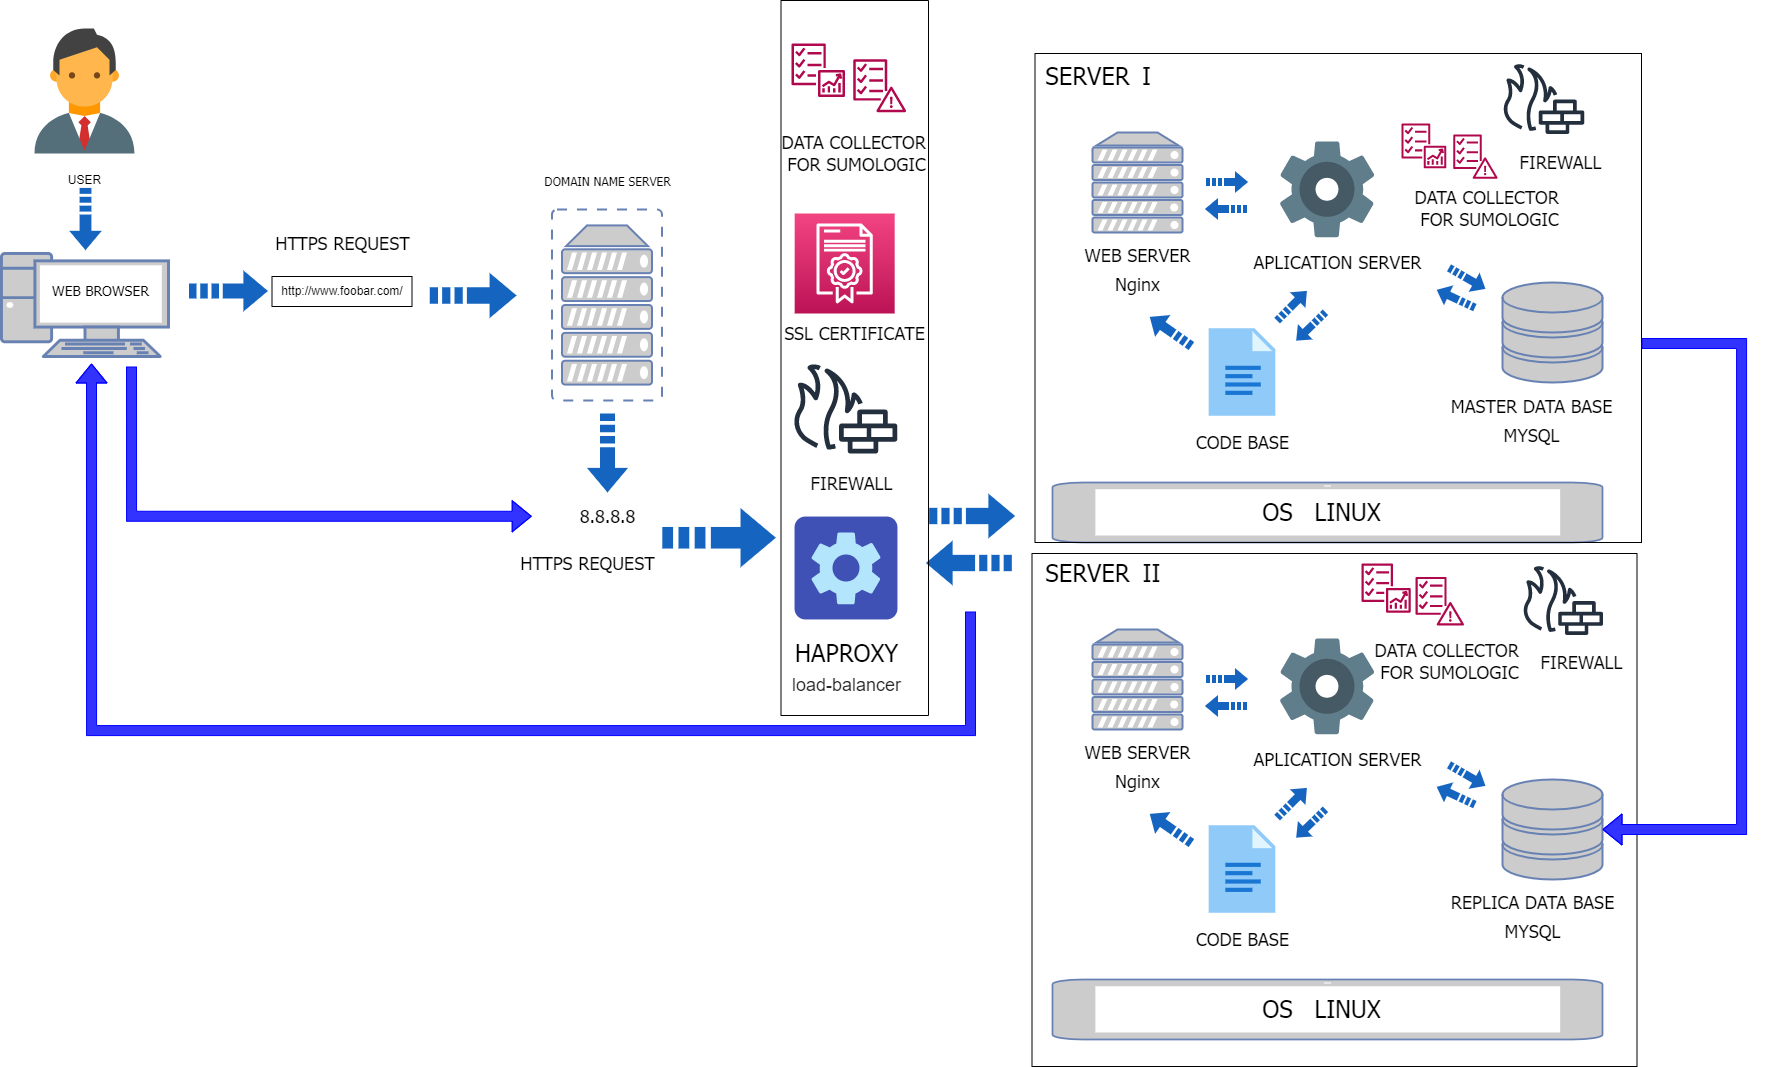 USER
WEB BROWSER
HTTPS REQUEST
http://www.foobar.com/
DOMAIN NAME SERVER
8.8.8.8
HTTPS REQUEST
DATA COLLECTOR
FOR SUMOLOGIC
SSL CERTIFICATE
FIREWALL
HAPROXY
load-balancer
SERVER I
FIREWALL
DATA COLLECTOR
FOR SUMOLOGIC
WEB SERVER
Nginx
APLICATION SERVER
CODE BASE
MASTER DATA BASE
MYSQL
OS LINUX
SERVER II
DATA COLLECTOR
FOR SUMOLOGIC
FIREWALL
WEB SERVER
Nginx
APLICATION SERVER
CODE BASE
REPLICA DATA BASE
MYSQL
OS LINUX